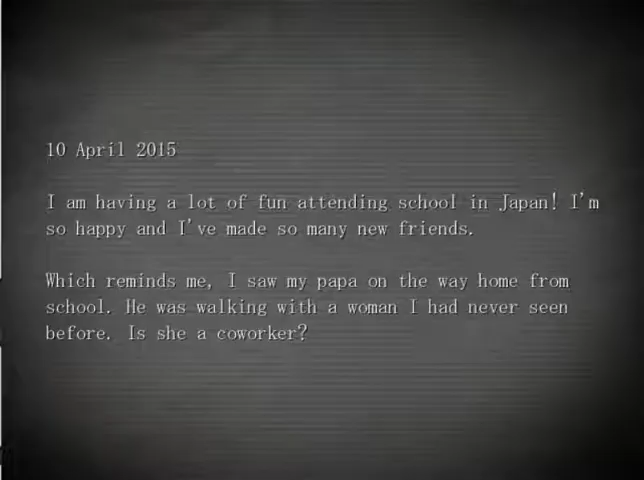 10 April 2015
I am having a lot of fun attending school in Japan! I'm
so happy and I've made so many new friends.
Which reminds me, I saw my papa on the way home from
school. He was walking with a woman I had never seen
before. Is she a coworker?